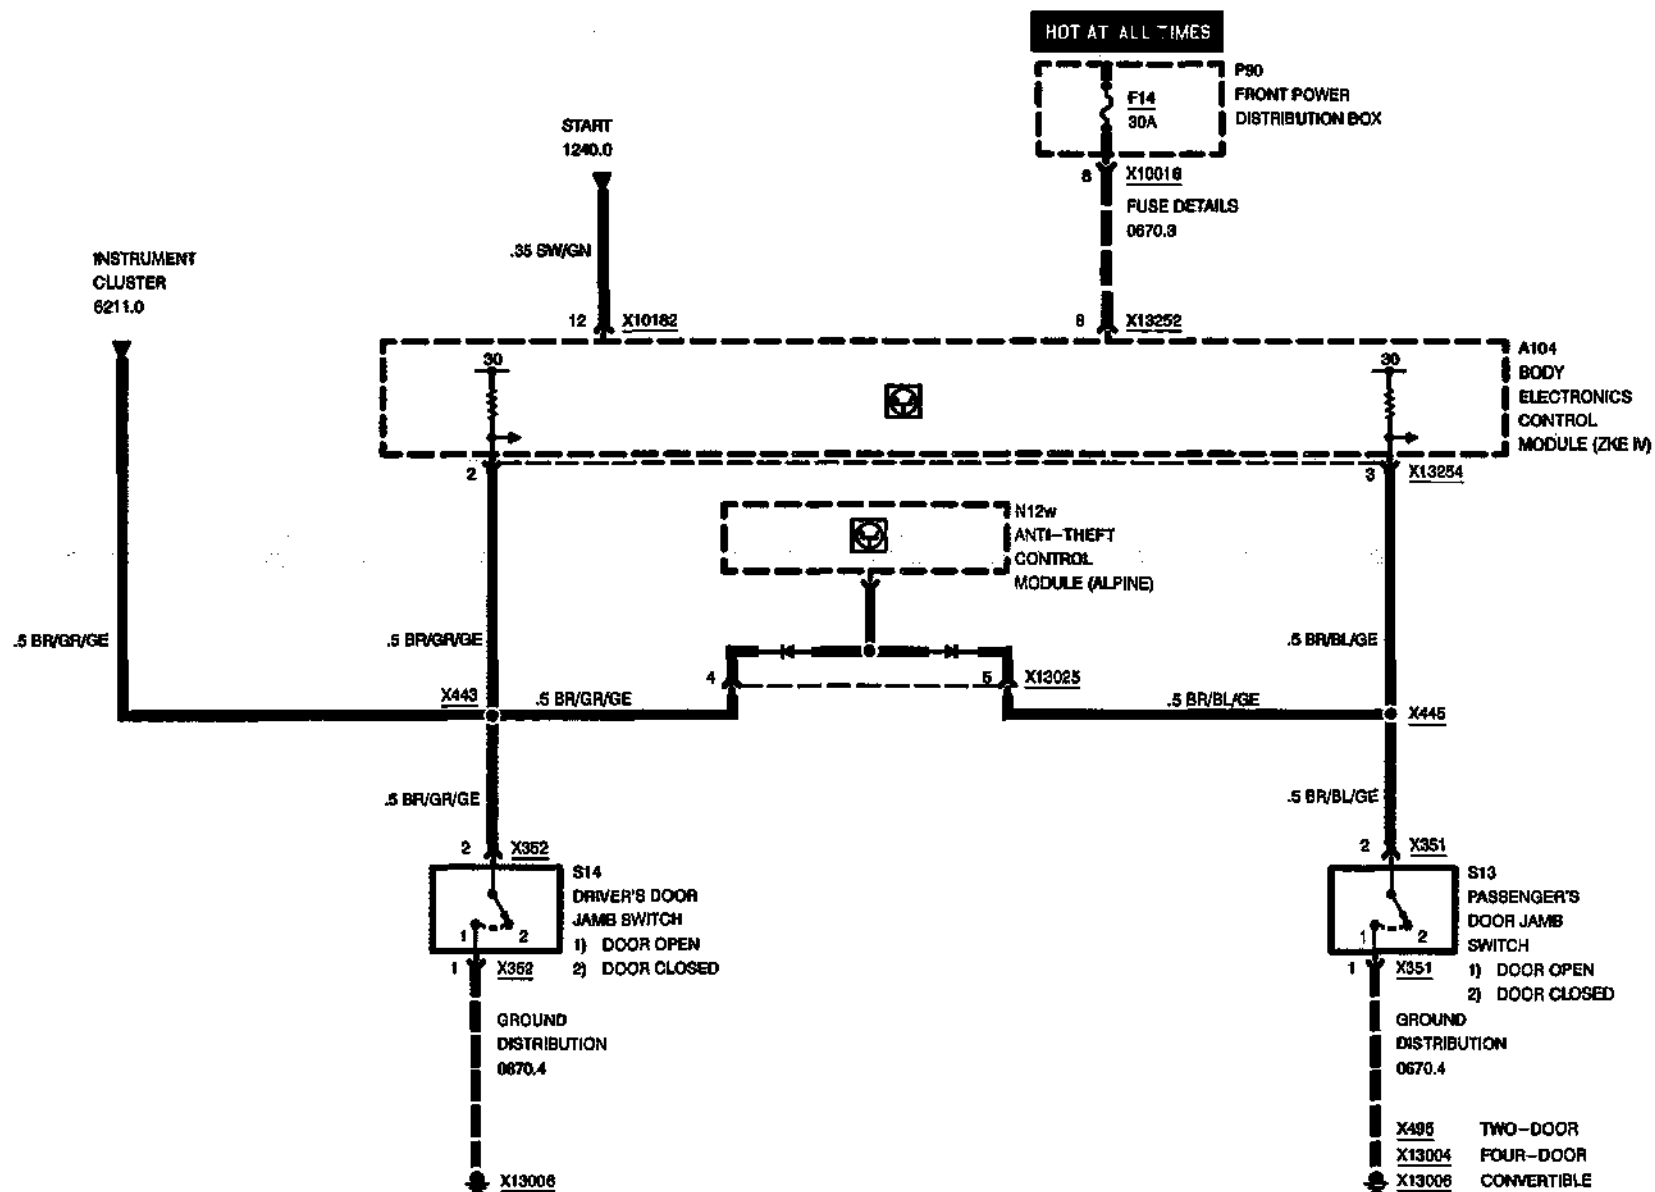 HOT AT ALL TIMES
P90
FRONT POWER
DISTRIBUTION BOX
F14
30A
START
1240.0
6 X10016
FUSE DETAILS
0670.3
.35 SW/GN
INSTRUMENT
CLUSTER
6211.0
12 X10182
8 X13252
30
30
A104
BODY
ELECTRONICS
CONTROL
MODULE (ZKE IV)
2
3 X13254
N12w
ANTI-THEFT
CONTROL
MODULE (ALPINE)
.5 BR/GR/GE
.5 BR/GR/GE
.5 BR/BL/GE
4
5 X13025
X443
.5 BR/GR/GE
.5 BR/BL/GE
X445
.5 BR/GR/GE
.5 BR/BL/GE
2 X352
2 X351
S14
DRIVER'S DOOR
JAMB SWITCH
1) DOOR OPEN
2) DOOR CLOSED
1 2
S13
PASSENGER'S
DOOR JAMB
SWITCH
1) DOOR OPEN
2) DOOR CLOSED
1 2
1 X352
1 X351
GROUND
DISTRIBUTION
0670.4
GROUND
DISTRIBUTION
0670.4
X13006
X495 TWO-DOOR
X13004 FOUR-DOOR
X13006 CONVERTIBLE